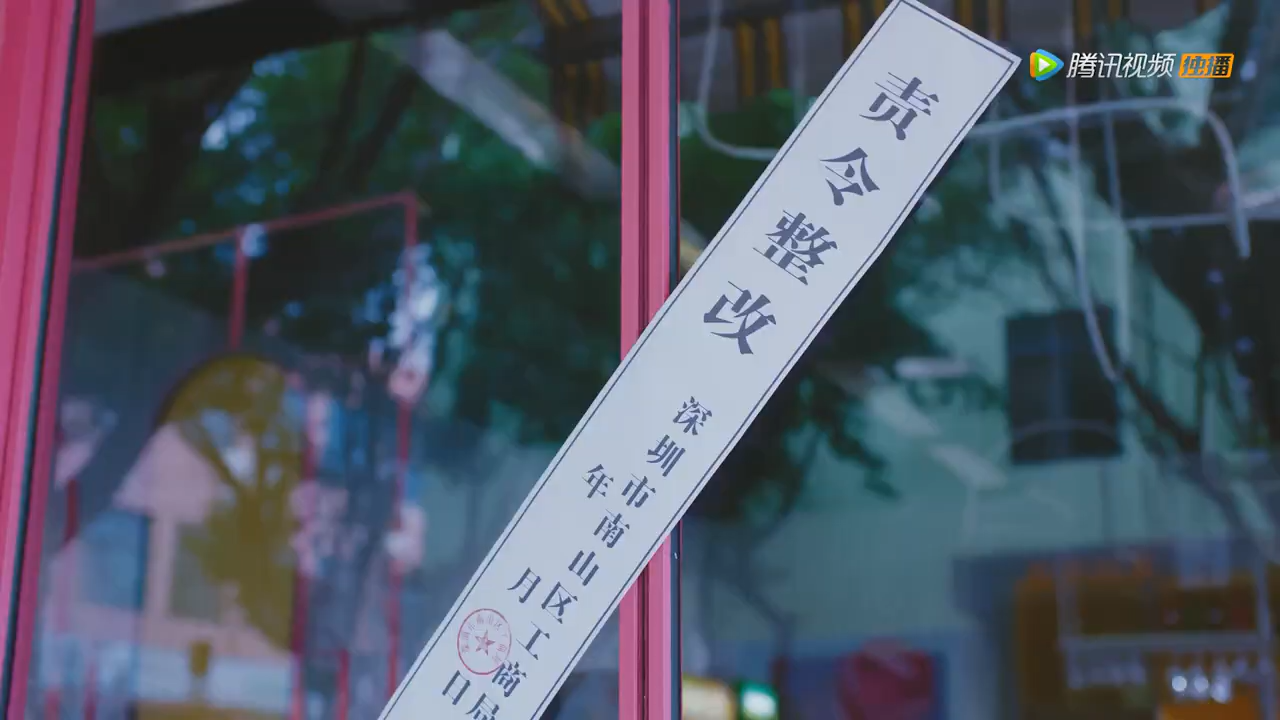 腾讯视频 独播
责令整改
深圳市南山区工商局
年 月 日